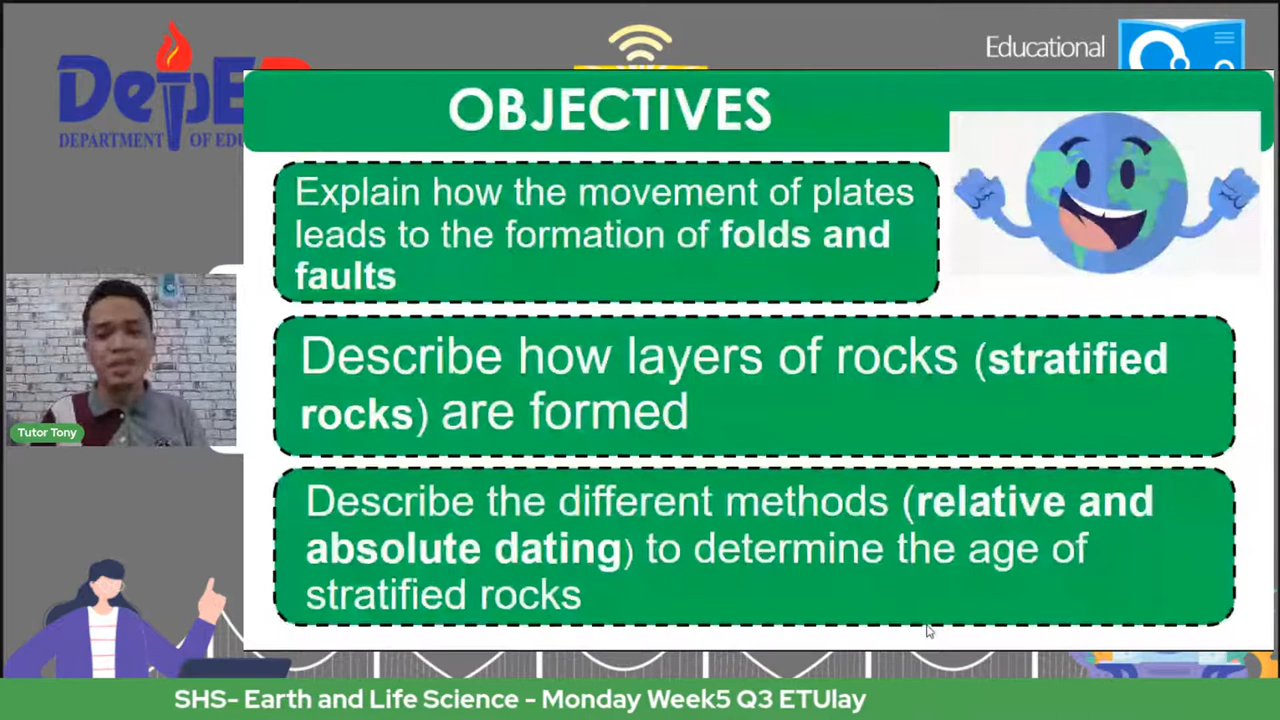 DepE
DEPARTMENT OF EDU
Educational
OBJECTIVES
Explain how the movement of plates
leads to the formation of folds and
faults
Describe how layers of rocks (stratified
rocks) are formed
Describe the different methods (relative and
absolute dating) to determine the age of
stratified rocks
Tutor Tony
SHS- Earth and Life Science - Monday Week5 Q3 ETUlay